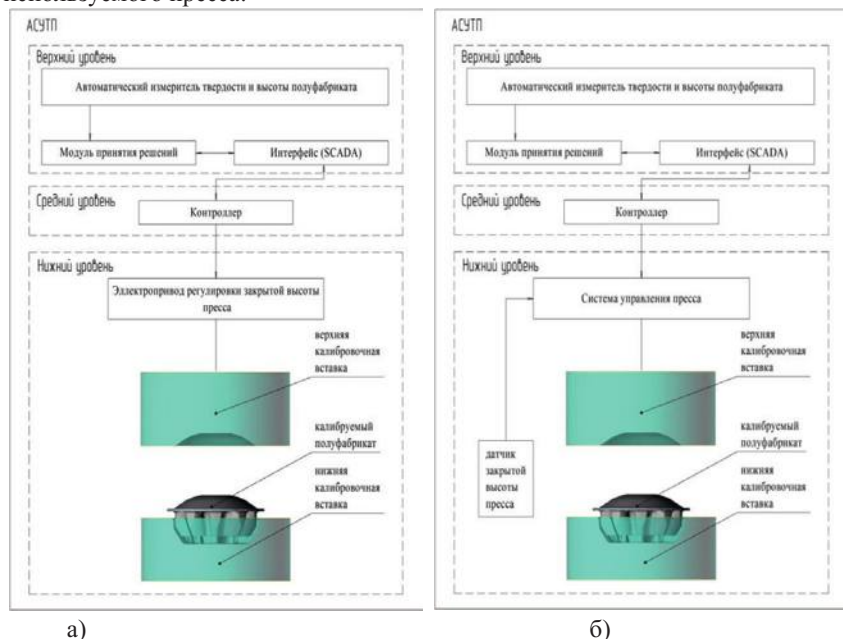 используемого пресса.
АСУТП
Верхний уровень
Автоматический измеритель твердости и высоты полуфабриката
Модуль принятия решений
Интерфейс (SCADA)
Средний уровень
Контроллер
Нижний уровень
Эллектропривод регулировки закрытой высоты
пресса
верхняя
калибровочная
вставка
калибруемый
полуфабрикат
нижняя
калибровочная
вставка
а)
АСУТП
Верхний уровень
Автоматический измеритель твердости и высоты полуфабриката
Модуль принятия решений
Интерфейс (SCADA)
Средний уровень
Контроллер
Нижний уровень
Система управления пресса
верхняя
калибровочная
вставка
калибруемый
полуфабрикат
датчик
закрытой
высоты
пресса
нижняя
калибровочная
вставка
б)